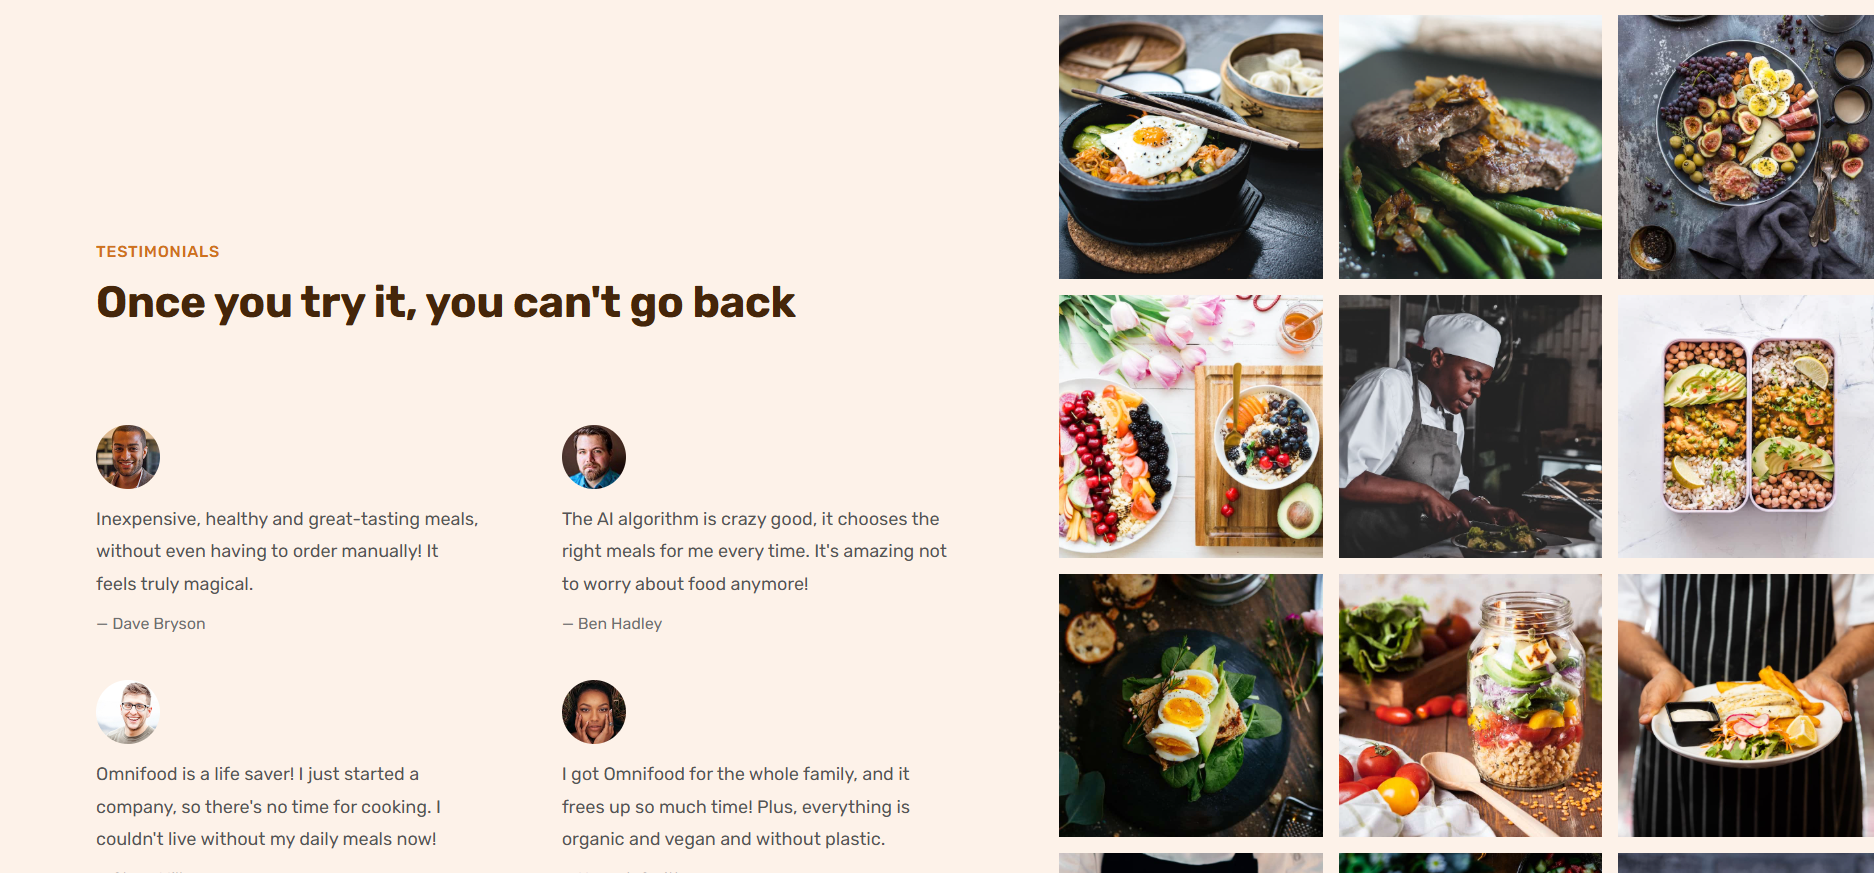 TESTIMONIALS
Once you try it, you can't go back
Inexpensive, healthy and great-tasting meals,
without even having to order manually! It
feels truly magical.
— Dave Bryson
The AI algorithm is crazy good, it chooses the
right meals for me every time. It's amazing not
to worry about food anymore!
— Ben Hadley
Omnifood is a life saver! I just started a
company, so there's no time for cooking. I
couldn't live without my daily meals now!
I got Omnifood for the whole family, and it
frees up so much time! Plus, everything is
organic and vegan and without plastic.